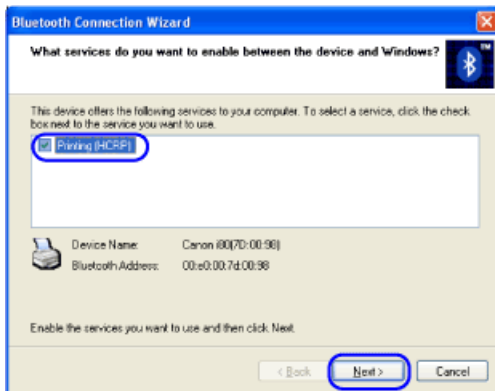 Bluetooth Connection Wizard
What services do you want to enable between the device and Windows?
This device offers the following services to your computer. To select a service, click the check
box next to the service you want to use.
Printing (HCRP)
Device Name: Canon i80(7D:00:98)
Bluetooth Address: 00:e0:00:7d:00:98
Enable the services you want to use and then click Next.
< Back Next > Cancel